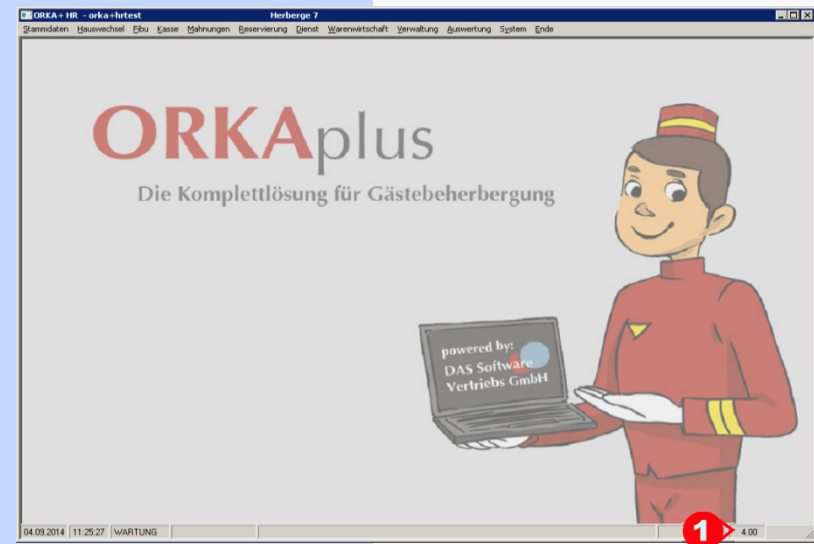 ORKA+ HR - orka+hrtest Herberge 7
Stammdaten Hauswechsel Fibu Kasse Mahnungen Reservierung Dienst Warenwirtschaft Verwaltung Auswertung System Ende
ORKAplus
Die Komplettlösung für Gästebeherbergung
powered by:
DAS Software
Vertriebs GmbH
04.09.2014 11:25:27 WARTUNG 1 4.00